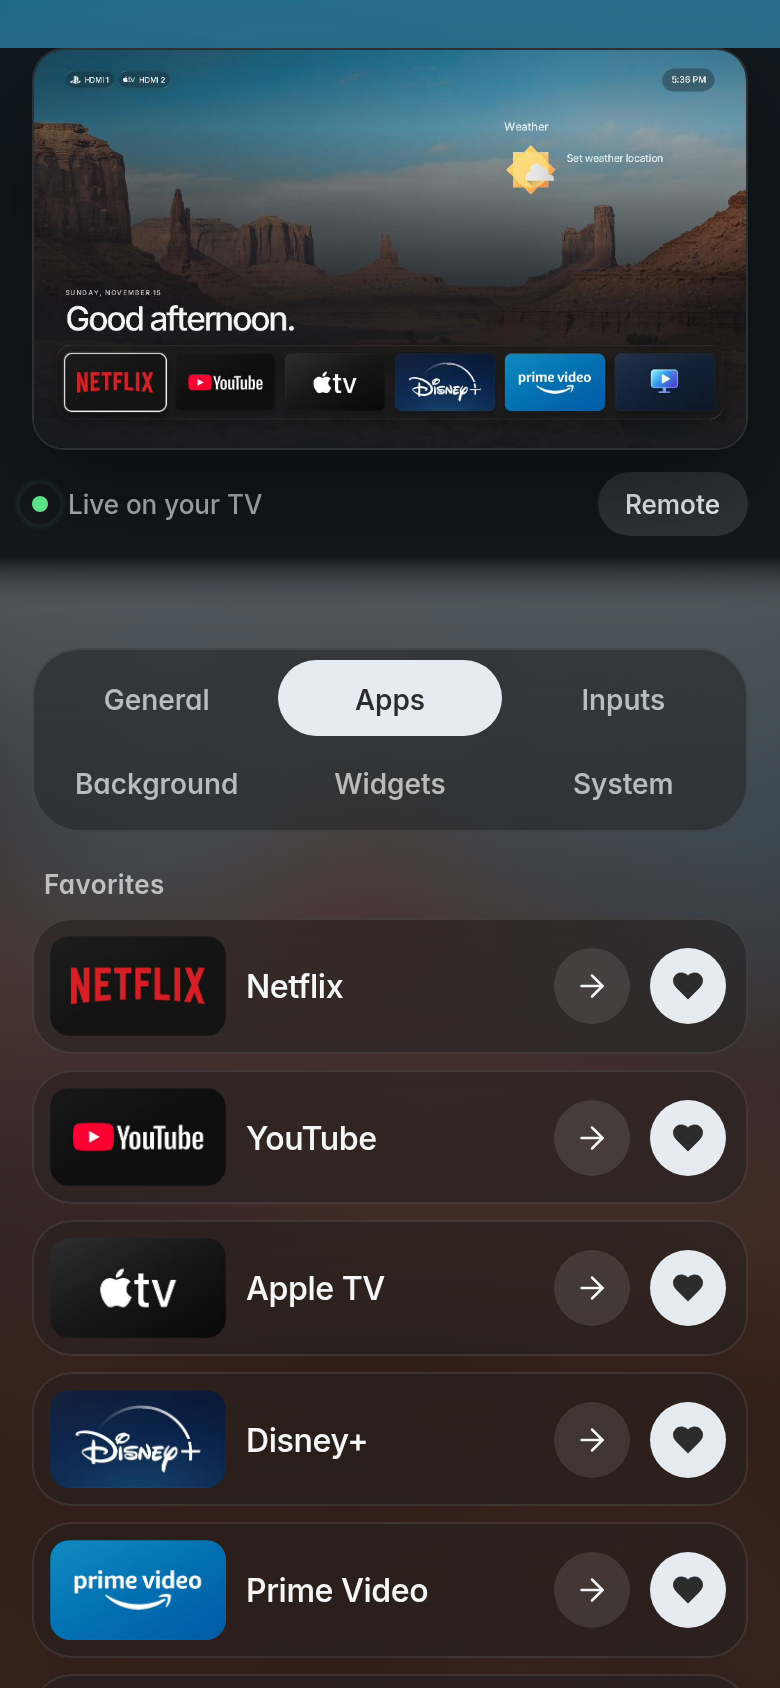 HDMI 1
tv HDMI 2
5:36 PM
Weather
Set weather location
SUNDAY, NOVEMBER 15
Good afternoon.
NETFLIX
YouTube
tv
Disney+
prime video
Live on your TV
Remote
General
Apps
Inputs
Background
Widgets
System
Favorites
NETFLIX
Netflix
YouTube
YouTube
tv
Apple TV
Disney+
Disney+
prime video
Prime Video